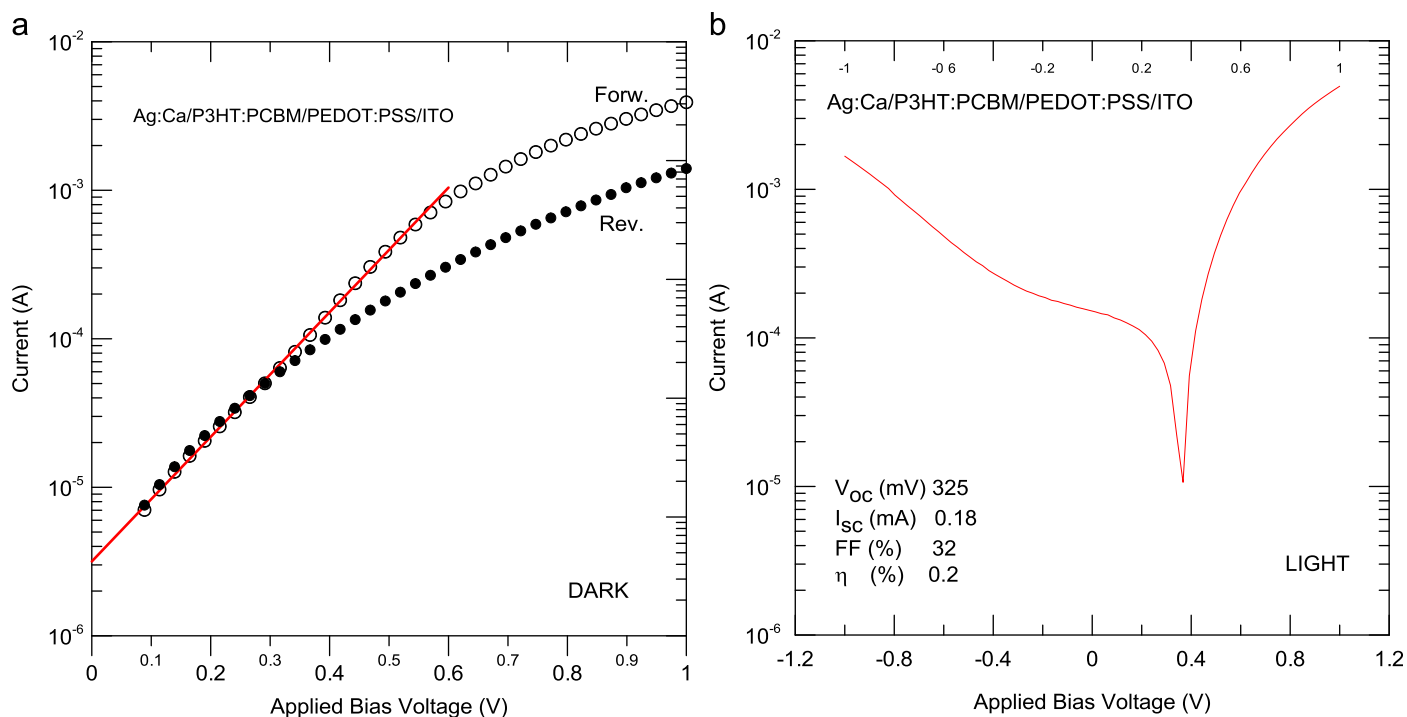 a
10-2
10-3
10-4
10-5
10-6
Current (A)
Ag:Ca/P3HT:PCBM/PEDOT:PSS/ITO
Forw.
Rev.
DARK
0 0.1 0.2 0.3 0.4 0.5 0.6 0.7 0.8 0.9 1
Applied Bias Voltage (V)
b
10-2
10-3
10-4
10-5
10-6
Current (A)
-1 -0 6 -0.2 0.2 0.6 1
Ag:Ca/P3HT:PCBM/PEDOT:PSS/ITO
VOC (mV) 325
ISC (mA) 0.18
FF (%) 32
η (%) 0.2
LIGHT
-1.2 -0.8 -0.4 0 0.4 0.8 1.2
Applied Bias Voltage (V)